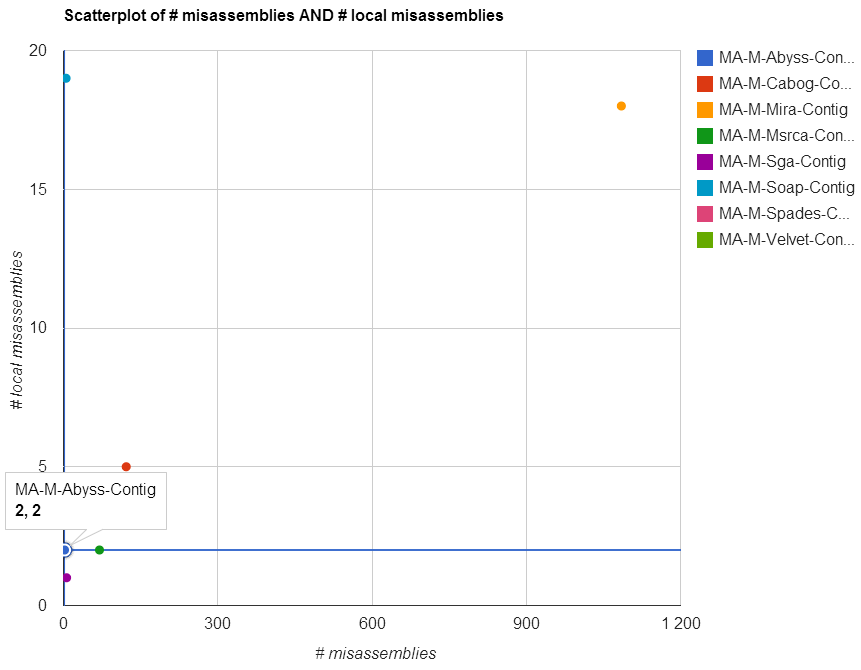 Scatterplot of # misassemblies AND # local misassemblies
20
15
10
5
0
# local misassemblies
MA-M-Abyss-Contig
2, 2
0
300
600
900
1 200
# misassemblies
MA-M-Abyss-Con...
MA-M-Cabog-Co...
MA-M-Mira-Contig
MA-M-Msrca-Con...
MA-M-Sga-Contig
MA-M-Soap-Contig
MA-M-Spades-C...
MA-M-Velvet-Con...